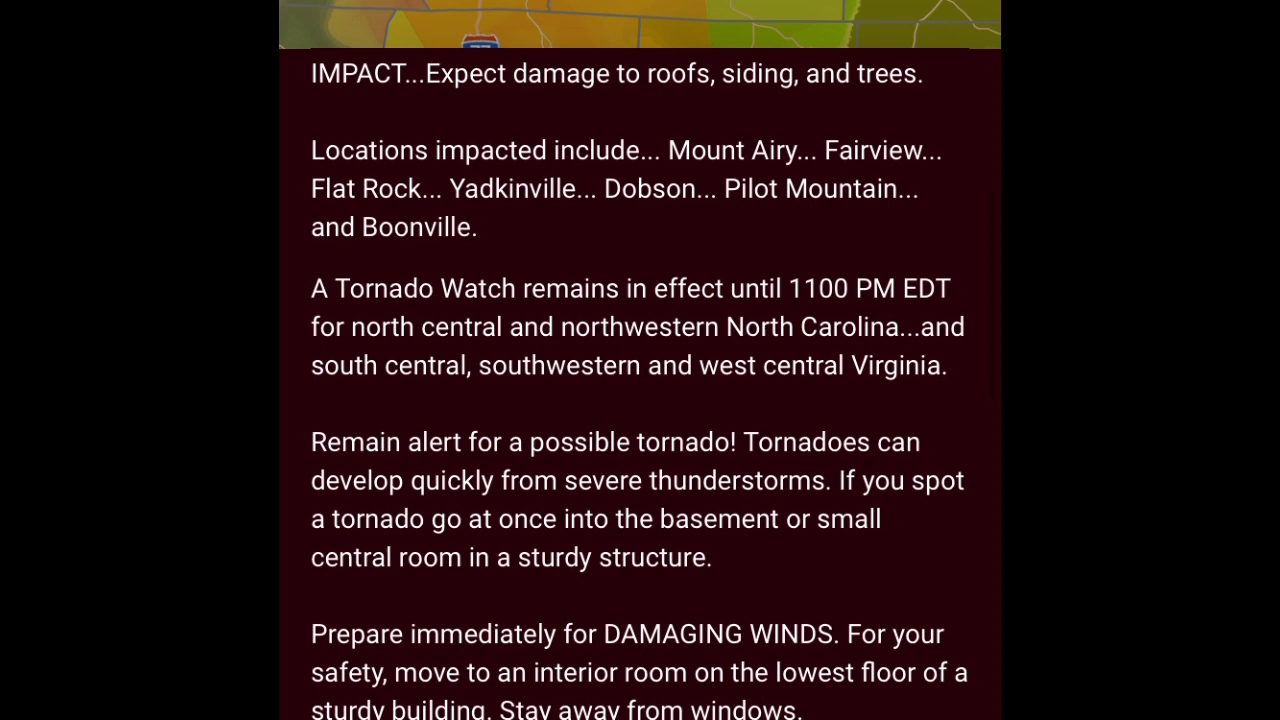 IMPACT...Expect damage to roofs, siding, and trees.
Locations impacted include... Mount Airy... Fairview...
Flat Rock... Yadkinville... Dobson... Pilot Mountain...
and Boonville.
A Tornado Watch remains in effect until 1100 PM EDT
for north central and northwestern North Carolina...and
south central, southwestern and west central Virginia.
Remain alert for a possible tornado! Tornadoes can
develop quickly from severe thunderstorms. If you spot
a tornado go at once into the basement or small
central room in a sturdy structure.
Prepare immediately for DAMAGING WINDS. For your
safety, move to an interior room on the lowest floor of a
sturdy building. Stay away from windows.